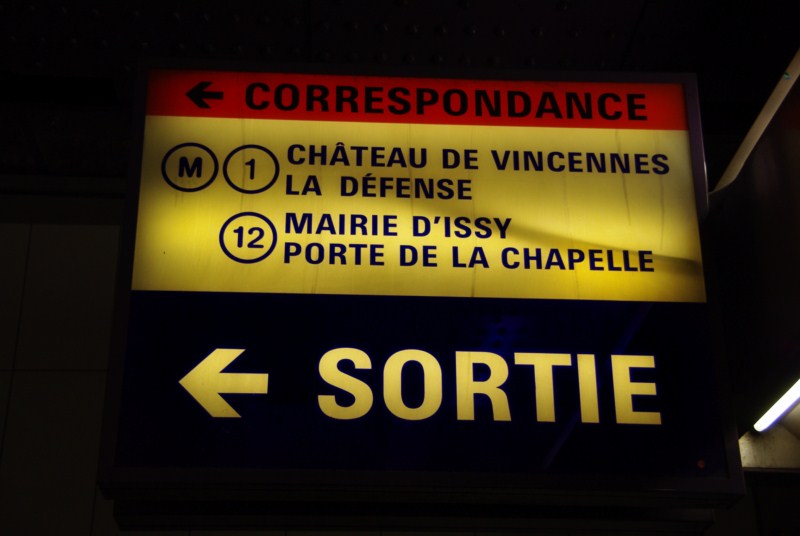 ← CORRESPONDANCE
M 1 CHÂTEAU DE VINCENNES
LA DÉFENSE
12 MAIRIE D'ISSY
PORTE DE LA CHAPELLE
← SORTIE